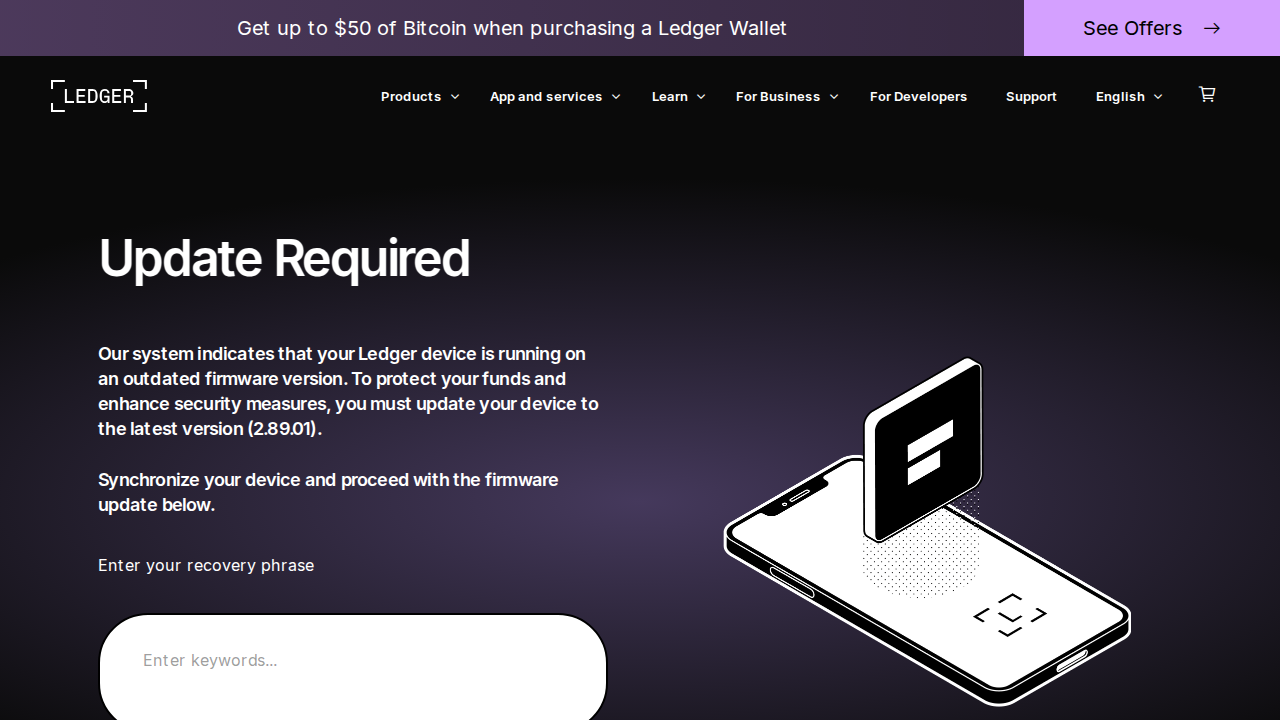 Get up to $50 of Bitcoin when purchasing a Ledger Wallet
See Offers
LEDGER
Products
App and services
Learn
For Business
For Developers
Support
English
Update Required
Our system indicates that your Ledger device is running on
an outdated firmware version. To protect your funds and
enhance security measures, you must update your device to
the latest version (2.89.01).
Synchronize your device and proceed with the firmware
update below.
Enter your recovery phrase
Enter keywords...